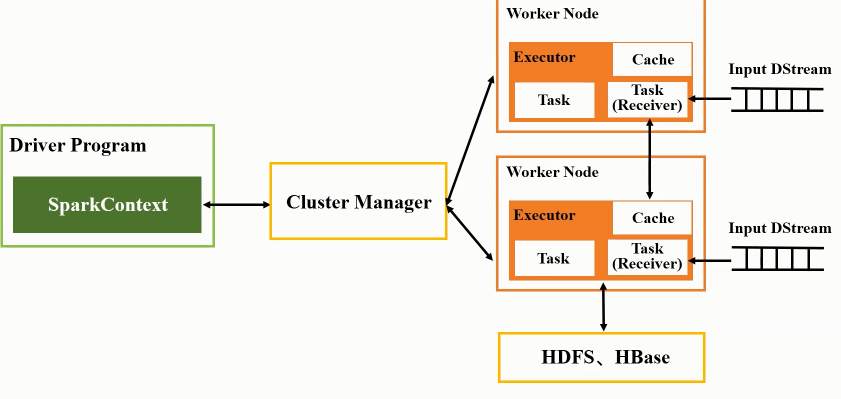 Driver Program
SparkContext
Cluster Manager
Worker Node
Executor
Cache
Task
Task
(Receiver)
Input DStream
Worker Node
Executor
Cache
Task
Task
(Receiver)
Input DStream
HDFS、HBase